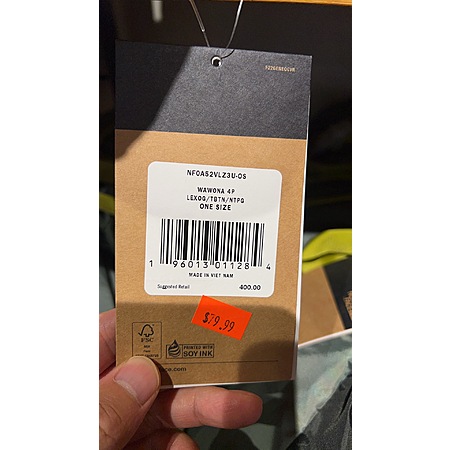 NF0A52VLZ3U-OS
WAWONA 4P
LEXOG/TBTN/NTPG
ONE SIZE
1 96013 01128 4
MADE IN VIET NAM
Suggested Retail 400.00
$79.99
FSC
PRINTED WITH
SOY INK